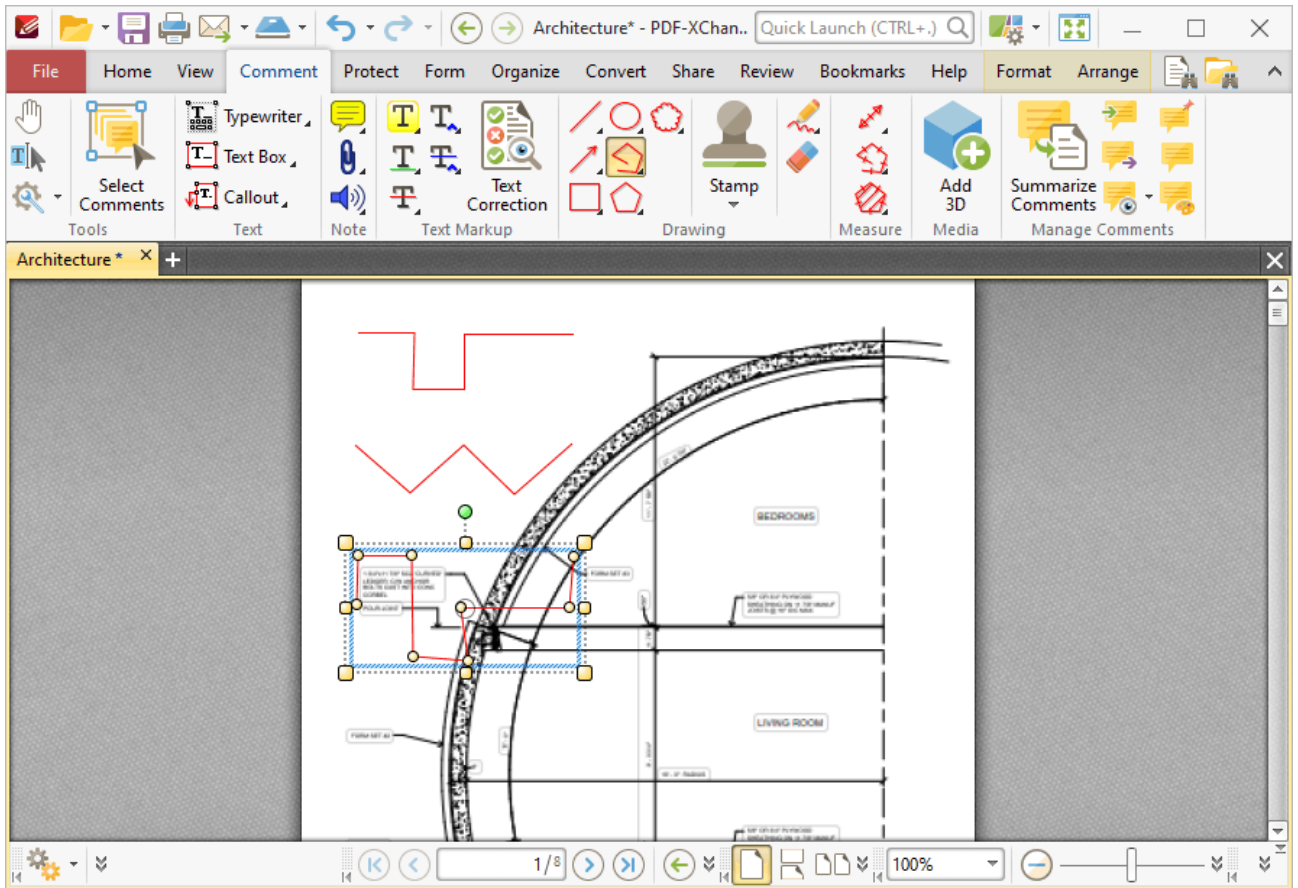 Architecture* - PDF-XChan..
Quick Launch (CTRL+.)
File Home View Comment Protect Form Organize Convert Share Review Bookmarks Help Format Arrange
Select Comments
Typewriter
Text Box
Callout
Text Correction
Stamp
Add 3D
Summarize Comments
Tools Text Note Text Markup Drawing Measure Media Manage Comments
Architecture *
BEDROOMS
POUR JOINT
LIVING ROOM
1/8
100%